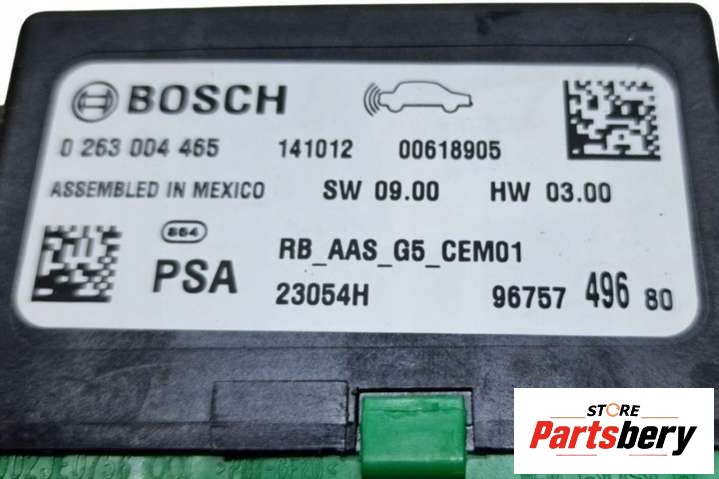 BOSCH
0 263 004 465 141012 00618905
ASSEMBLED IN MEXICO SW 09.00 HW 03.00
864
RB_AAS_G5_CEM01
PSA
23054H 96757 496 80
STORE
Partsbery